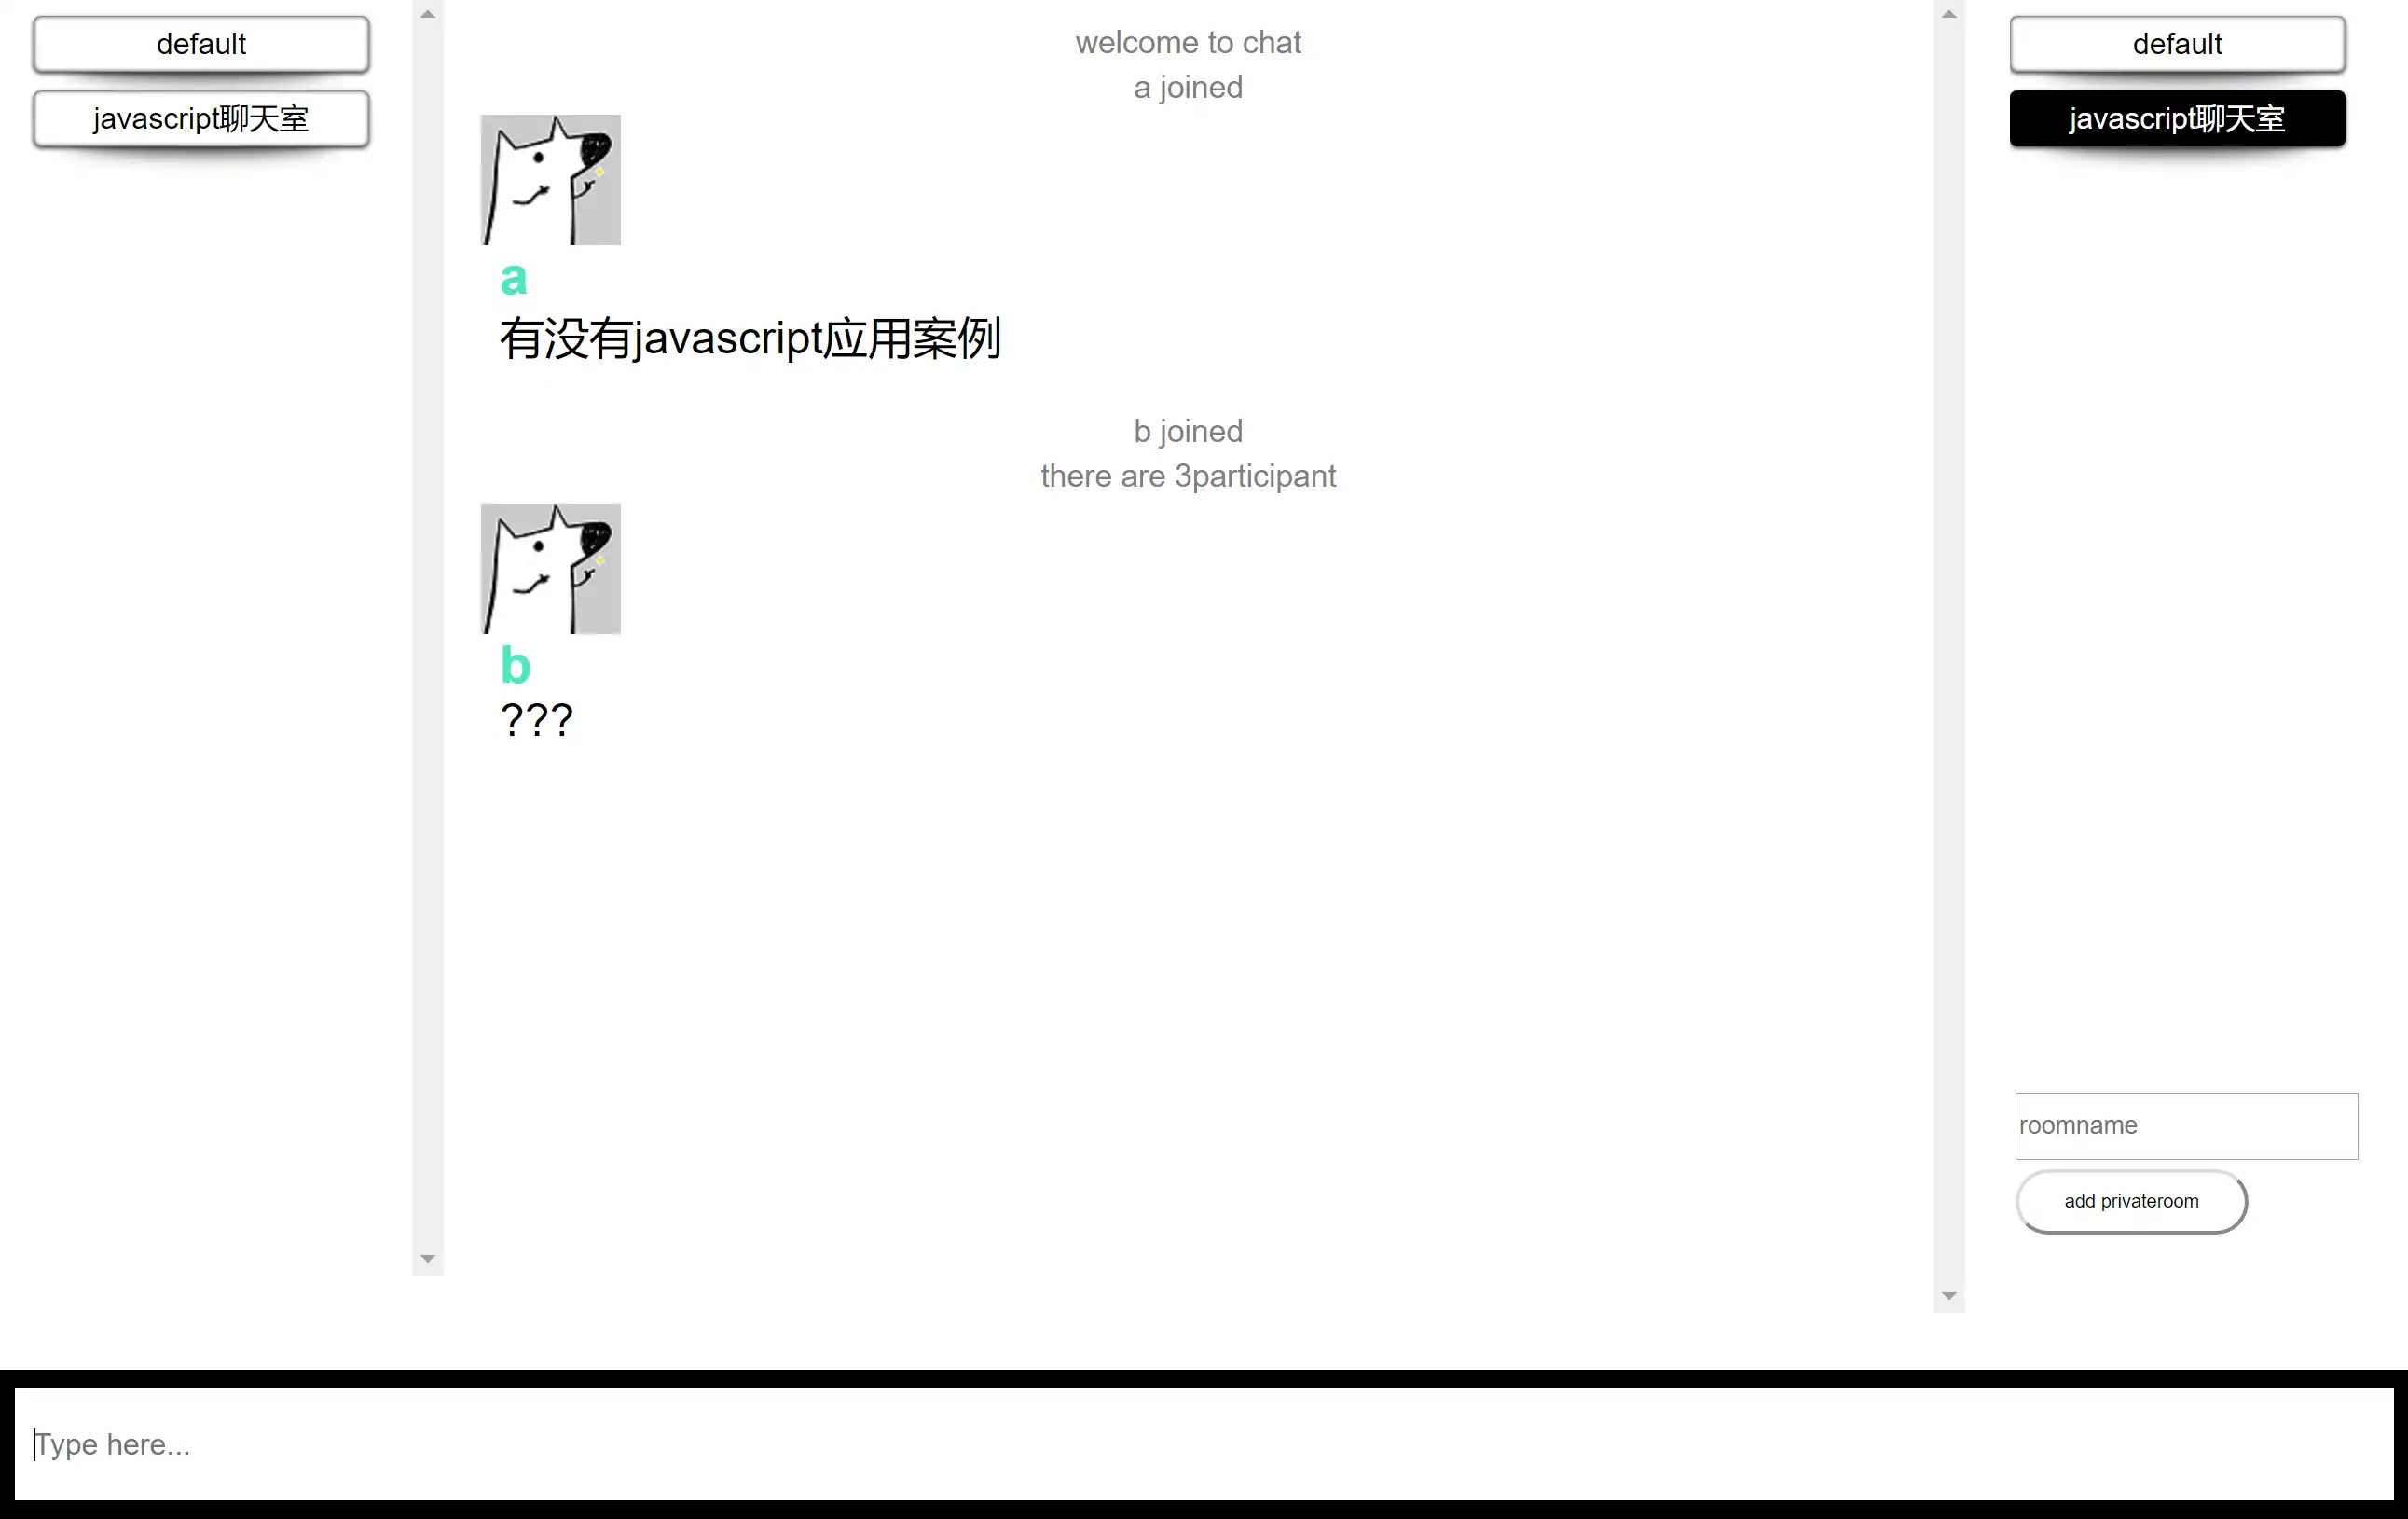 default
javascript聊天室
welcome to chat
a joined
a
有没有javascript应用案例
b joined
there are 3participant
b
???
default
javascript聊天室
roomname
add privateroom
Type here...